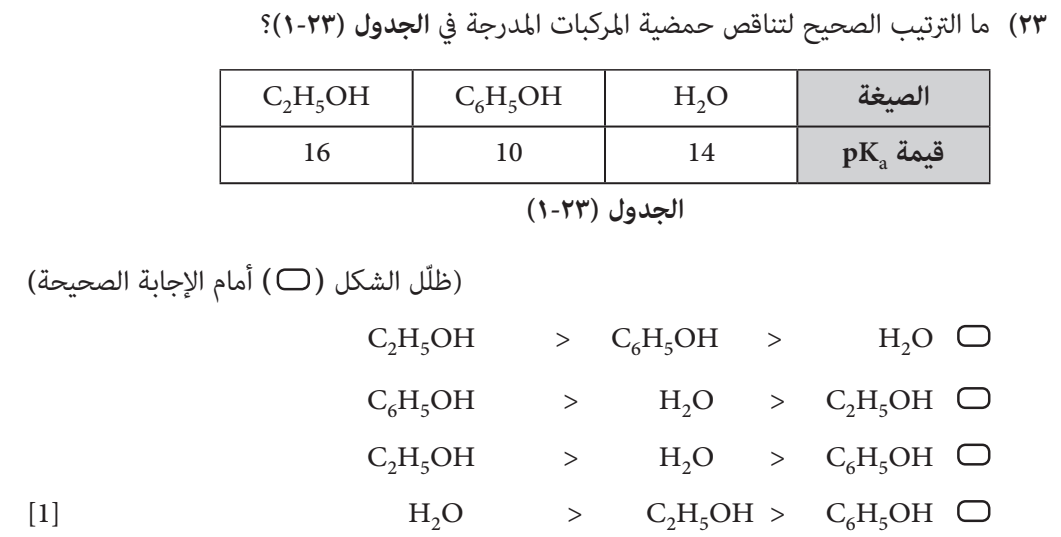 ٢٣) ما الترتيب الصحيح لتناقص حمضية المركبات المدرجة في الجدول (٢٣-١)؟
الصيغة H₂O C₆H₅OH C₂H₅OH
قيمة pKₐ 14 10 16
الجدول (٢٣-١)
(ظلّل الشكل ( ) أمام الإجابة الصحيحة)
C₂H₅OH > C₆H₅OH > H₂O
C₆H₅OH > H₂O > C₂H₅OH
C₂H₅OH > H₂O > C₆H₅OH
[1] H₂O > C₂H₅OH > C₆H₅OH